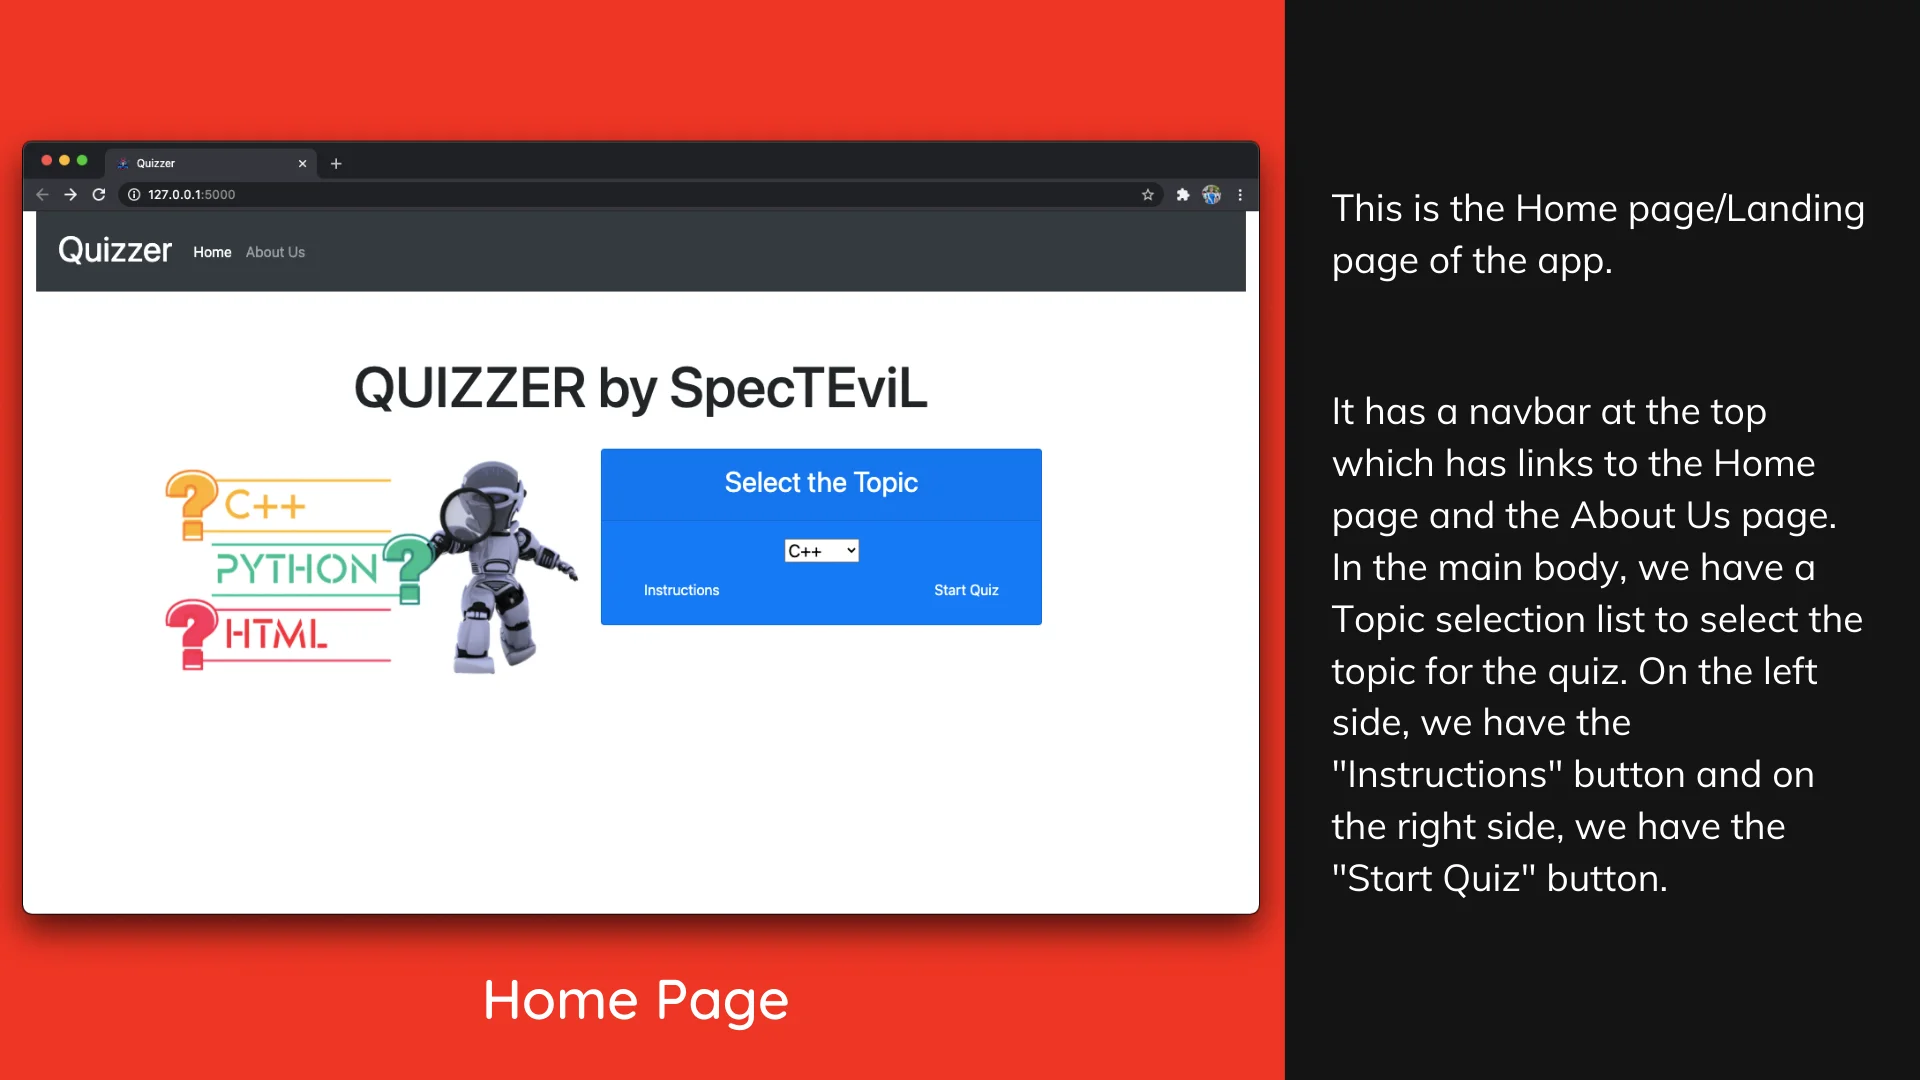 Quizzer
127.0.0.1:5000
Quizzer Home About Us
QUIZZER by SpecTEviL
C++
PYTHON
HTML
Select the Topic
C++
Instructions Start Quiz
Home Page
This is the Home page/Landing
page of the app.
It has a navbar at the top
which has links to the Home
page and the About Us page.
In the main body, we have a
Topic selection list to select the
topic for the quiz. On the left
side, we have the
"Instructions" button and on
the right side, we have the
"Start Quiz" button.